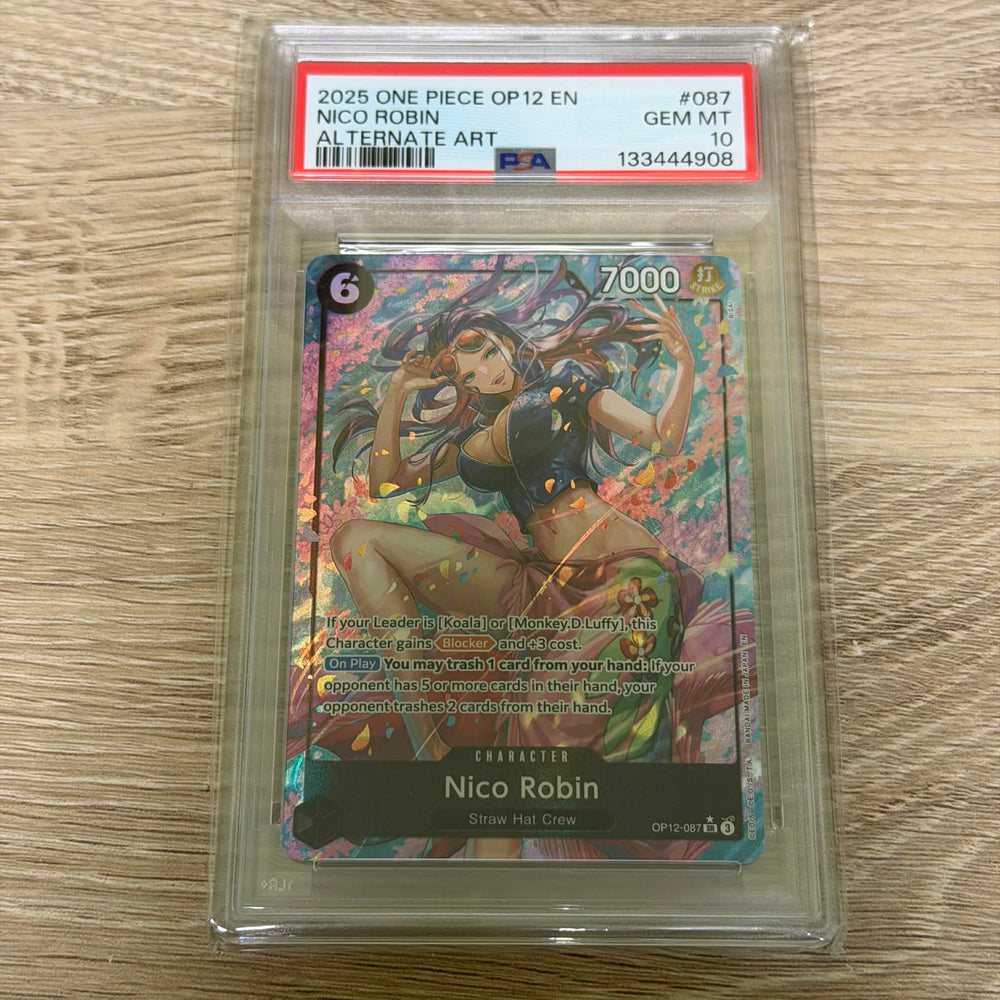 2025 ONE PIECE OP12 EN #087
NICO ROBIN GEM MT
ALTERNATE ART 10
PSA 133444908
6 7000 打
STRIKE
If your Leader is [Koala] or [Monkey.D.Luffy], this
Character gains Blocker and +3 cost.
On Play You may trash 1 card from your hand: If your
opponent has 5 or more cards in their hand, your
opponent trashes 2 cards from their hand.
CHARACTER
Nico Robin
Straw Hat Crew
OP12-087 SR 3
BANDAI MADE IN JAPAN EN